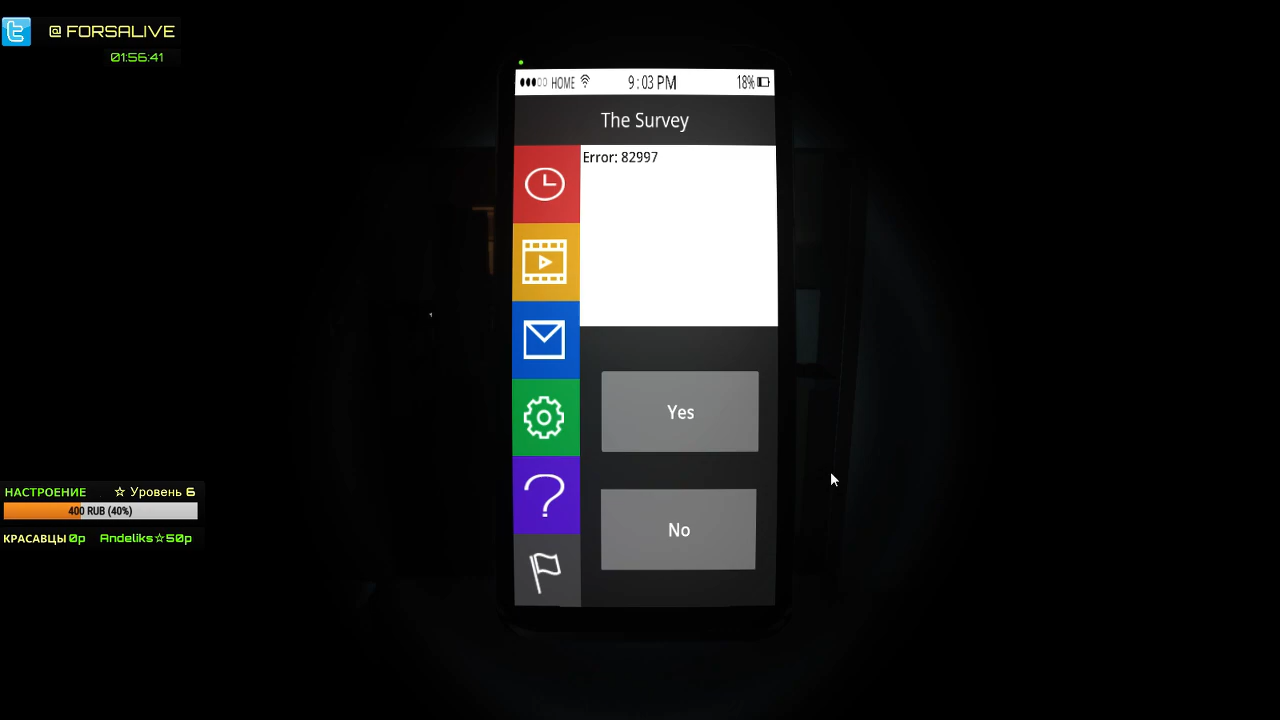 @ FORSALIVE
01:56:41
HOME 9:03 PM 18%
The Survey
Error: 82997
Yes
No
НАСТРОЕНИЕ ☆ Уровень 6
400 RUB (40%)
КРАСАВЦЫ 0р Andeliks☆50р